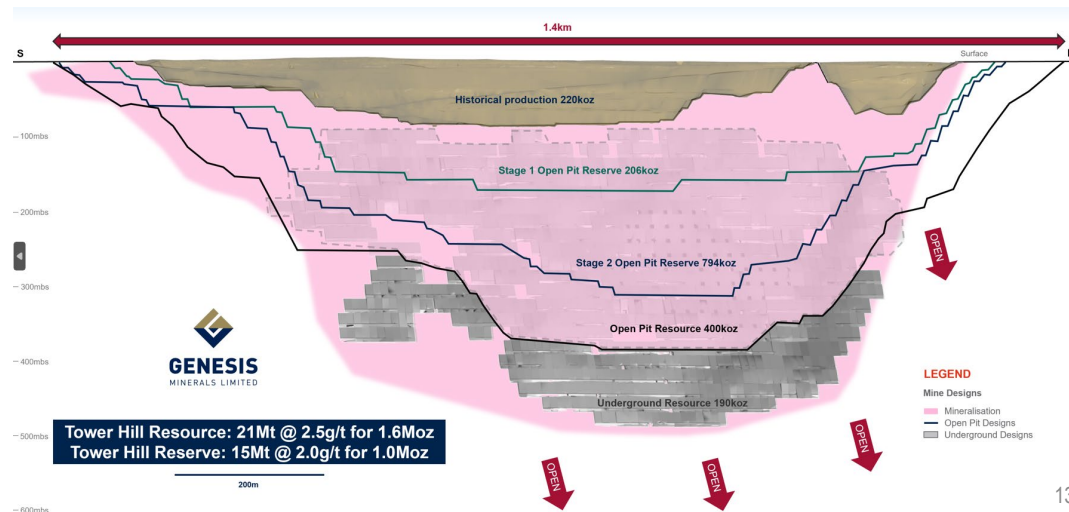 1.4km
S
Surface
Historical production 220koz
100mbs
Stage 1 Open Pit Reserve 206koz
200mbs
OPEN
Stage 2 Open Pit Reserve 794koz
300mbs
Open Pit Resource 400koz
GENESIS
MINERALS LIMITED
400mbs
LEGEND
Mine Designs
Mineralisation
Open Pit Designs
Underground Designs
Underground Resource 190koz
Tower Hill Resource: 21Mt @ 2.5g/t for 1.6Moz
Tower Hill Reserve: 15Mt @ 2.0g/t for 1.0Moz
500mbs
OPEN
OPEN
OPEN
200m
600mbs